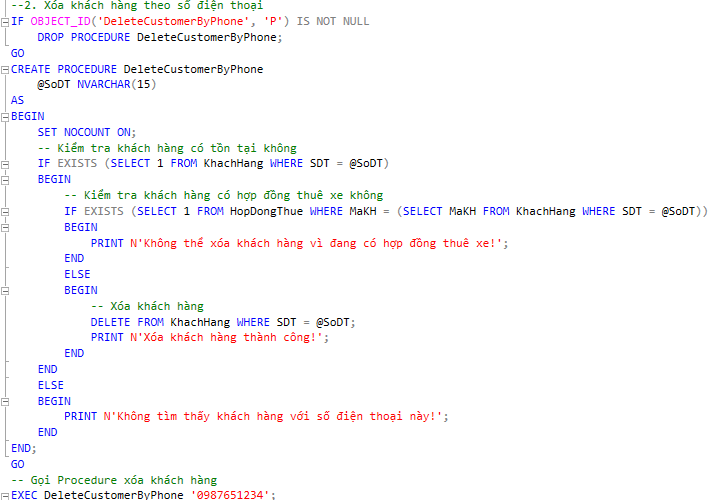 --2. Xóa khách hàng theo số điện thoại
IF OBJECT_ID('DeleteCustomerByPhone', 'P') IS NOT NULL
    DROP PROCEDURE DeleteCustomerByPhone;
GO
CREATE PROCEDURE DeleteCustomerByPhone
    @SoDT NVARCHAR(15)
AS
BEGIN
    SET NOCOUNT ON;
    -- Kiểm tra khách hàng có tồn tại không
    IF EXISTS (SELECT 1 FROM KhachHang WHERE SDT = @SoDT)
    BEGIN
        -- Kiểm tra khách hàng có hợp đồng thuê xe không
        IF EXISTS (SELECT 1 FROM HopDongThue WHERE MaKH = (SELECT MaKH FROM KhachHang WHERE SDT = @SoDT))
        BEGIN
            PRINT N'Không thể xóa khách hàng vì đang có hợp đồng thuê xe!';
        END
        ELSE
        BEGIN
            -- Xóa khách hàng
            DELETE FROM KhachHang WHERE SDT = @SoDT;
            PRINT N'Xóa khách hàng thành công!';
        END
    END
    ELSE
    BEGIN
        PRINT N'Không tìm thấy khách hàng với số điện thoại này!';
    END
END;
GO
-- Gọi Procedure xóa khách hàng
EXEC DeleteCustomerByPhone '0987651234';